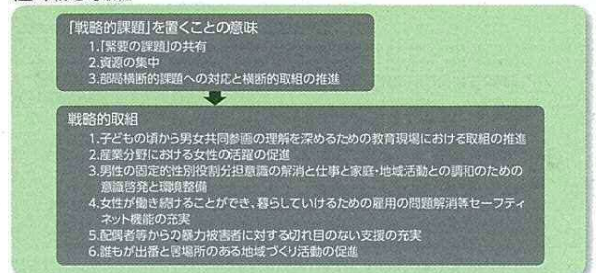 「戦略的課題」を置くことの意味
1.「緊要の課題」の共有
2.資源の集中
3.部局横断的課題への対応と横断的取組の推進
戦略的取組
1.子どもの頃から男女共同参画の理解を深めるための教育現場における取組の推進
2.産業分野における女性の活躍の促進
3.男性の固定的性別役割分担意識の解消と仕事と家庭・地域活動との調和のための
意識啓発と環境整備
4.女性が働き続けることができ、暮らしていけるための雇用の問題解消等セーフティ
ネット機能の充実
5.配偶者等からの暴力被害者に対する切れ目のない支援の充実
6.誰もが出番と居場所のある地域づくり活動の促進